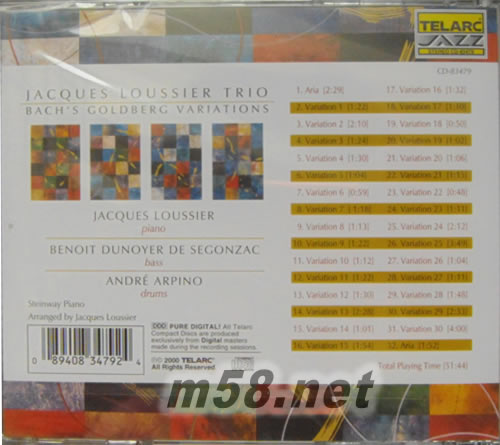 TELARC
JAZZ
CD-83479
JACQUES LOUSSIER TRIO
BACH'S GOLDBERG VARIATIONS
JACQUES LOUSSIER
piano
BENOIT DUNOYER DE SEGONZAC
bass
ANDRÉ ARPINO
drums
Steinway Piano
Arranged by Jacques Loussier
0 89408 34792 4
DDD PURE DIGITAL! All Telarc
Compact Discs are produced
exclusively from Digital masters
made during the recording sessions.
2000 TELARC
All Rights Reserved
1. Aria [2:29]
2. Variation 1 [1:22]
3. Variation 2 [2:10]
4. Variation 3 [1:24]
5. Variation 4 [1:30]
6. Variation 5 [1:04]
7. Variation 6 [0:59]
8. Variation 7 [1:18]
9. Variation 8 [1:13]
10. Variation 9 [1:22]
11. Variation 10 [1:12]
12. Variation 11 [1:22]
13. Variation 12 [1:30]
14. Variation 13 [2:28]
15. Variation 14 [1:01]
16. Variation 15 [1:54]
17. Variation 16 [1:32]
18. Variation 17
19. Variation 18 [0:50]
20. Variation 19 [1:02]
21. Variation 20 [1:06]
22. Variation 21 [1:15]
23. Variation 22 [0:48]
24. Variation 23 [1:11]
25. Variation 24 [2:12]
26. Variation 25 [3:49]
27. Variation 26 [1:04]
28. Variation 27 [1:11]
29. Variation 28 [1:48]
30. Variation 29 [2:33]
31. Variation 30 [4:00]
32. Aria [1:52]
Total Playing Time [51:44]
m58.net